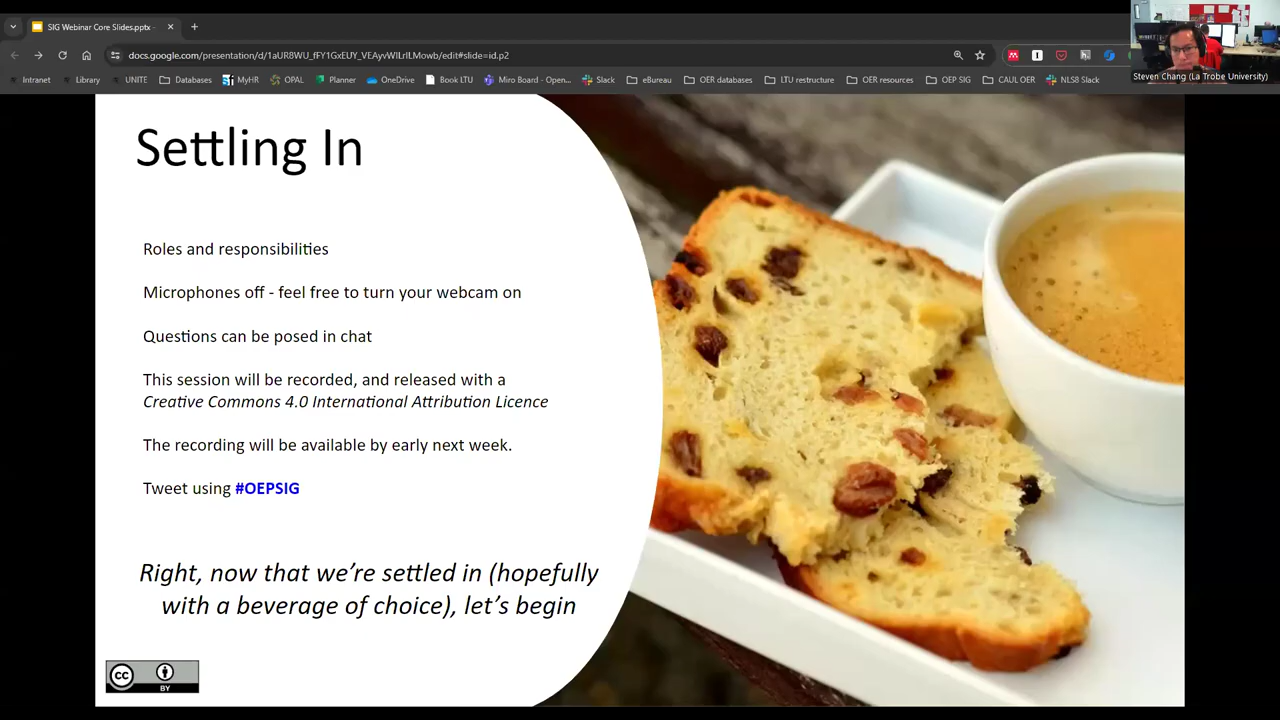 SIG Webinar Core Slides.pptx -
docs.google.com/presentation/d/1aUR8WU_fFY1GxEUY_VEAyvWlLrlLMowb/edit#slide=id.p2
Intranet Library UNITE Databases MyHR OPAL Planner OneDrive Book LTU Miro Board - Open... Slack eBureau OER databases LTU restructure OER resources OEP SIG CAUL OER NLS8 Slack
Steven Chang (La Trobe University)
Settling In
Roles and responsibilities
Microphones off - feel free to turn your webcam on
Questions can be posed in chat
This session will be recorded, and released with a
Creative Commons 4.0 International Attribution Licence
The recording will be available by early next week.
Tweet using #OEPSIG
Right, now that we’re settled in (hopefully
with a beverage of choice), let’s begin
CC
BY